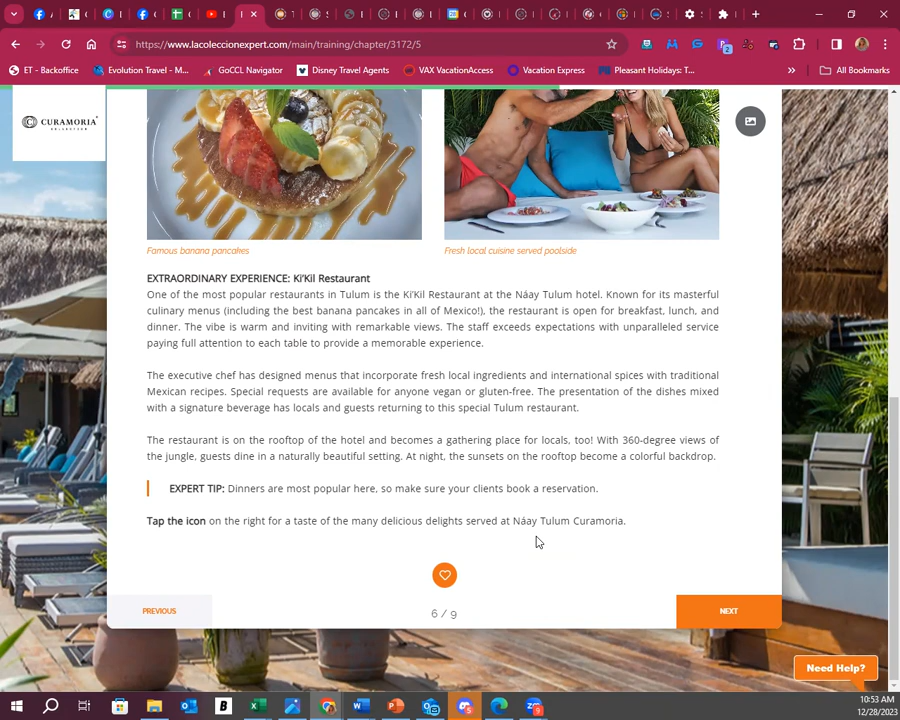 https://www.lacoleccionexpert.com/main/training/chapter/3172/5
ET - Backoffice
Evolution Travel - M...
GoCCL Navigator
Disney Travel Agents
VAX VacationAccess
Vacation Express
Pleasant Holidays: T...
»
All Bookmarks
CURAMORIA
COLLECTION
Famous banana pancakes
Fresh local cuisine served poolside
EXTRAORDINARY EXPERIENCE: Ki'Kil Restaurant
One of the most popular restaurants in Tulum is the Ki'Kil Restaurant at the Náay Tulum hotel. Known for its masterful
culinary menus (including the best banana pancakes in all of Mexico!), the restaurant is open for breakfast, lunch, and
dinner. The vibe is warm and inviting with remarkable views. The staff exceeds expectations with unparalleled service
paying full attention to each table to provide a memorable experience.
The executive chef has designed menus that incorporate fresh local ingredients and international spices with traditional
Mexican recipes. Special requests are available for anyone vegan or gluten-free. The presentation of the dishes mixed
with a signature beverage has locals and guests returning to this special Tulum restaurant.
The restaurant is on the rooftop of the hotel and becomes a gathering place for locals, too! With 360-degree views of
the jungle, guests dine in a naturally beautiful setting. At night, the sunsets on the rooftop become a colorful backdrop.
EXPERT TIP: Dinners are most popular here, so make sure your clients book a reservation.
Tap the icon on the right for a taste of the many delicious delights served at Náay Tulum Curamoria.
PREVIOUS
6 / 9
NEXT
Need Help?
10:53 AM
12/28/2023